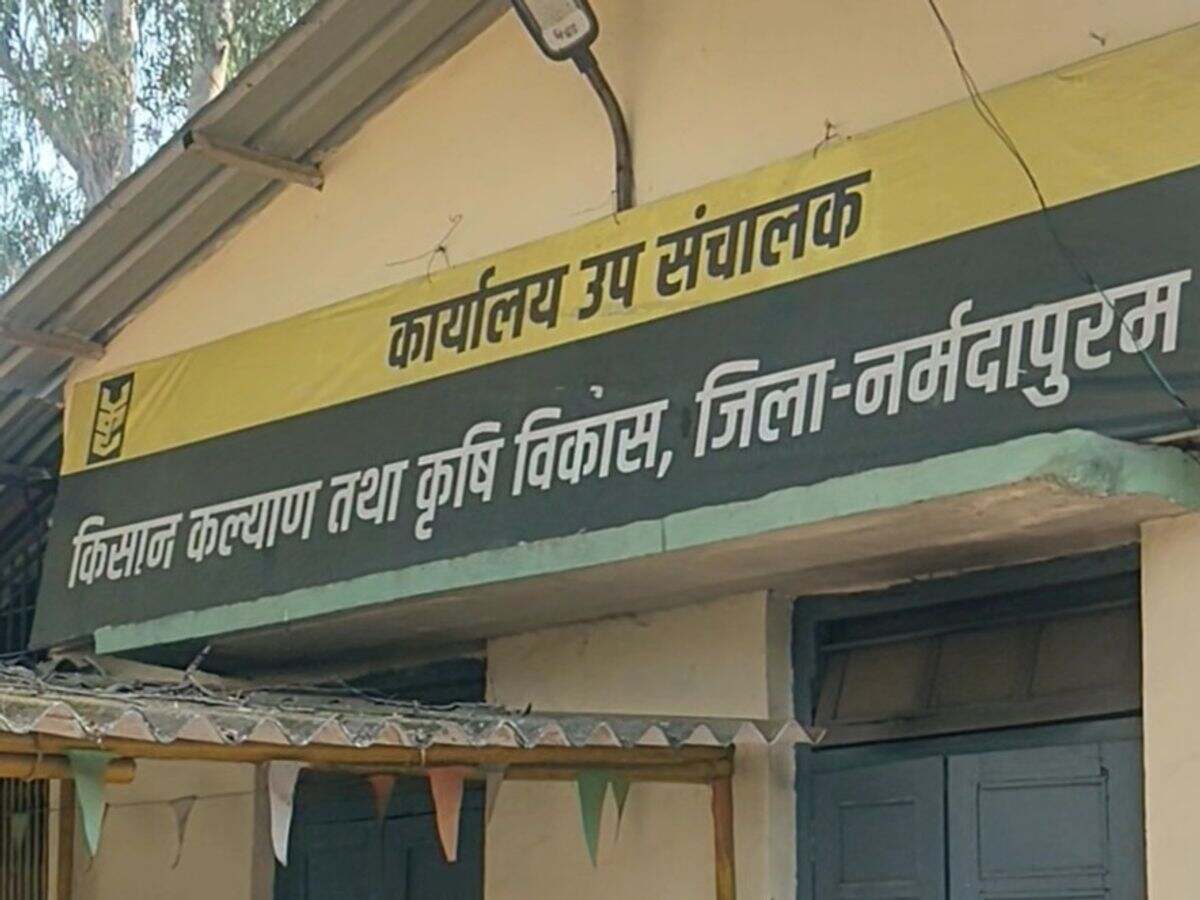 कार्यालय उप संचालक
किसान कल्याण तथा कृषि विकास, जिला-नर्मदापुरम